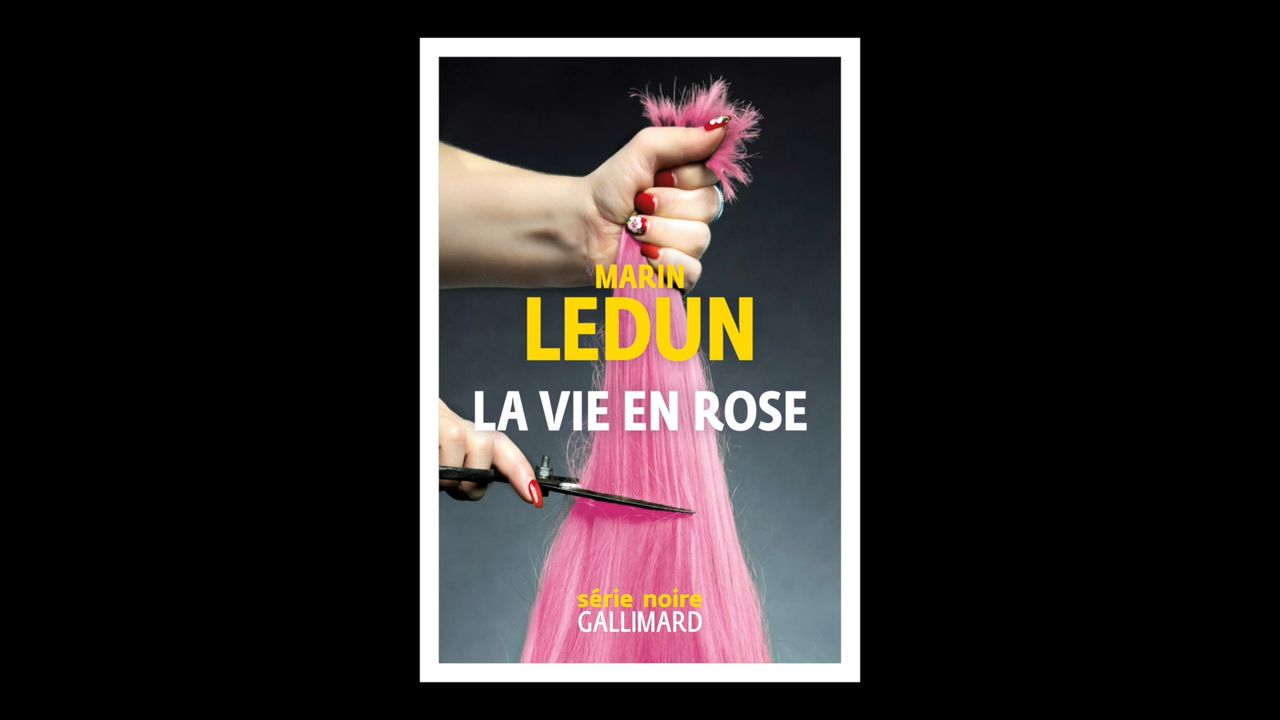 MARIN
LEDUN
LA VIE EN ROSE
série noire
GALLIMARD